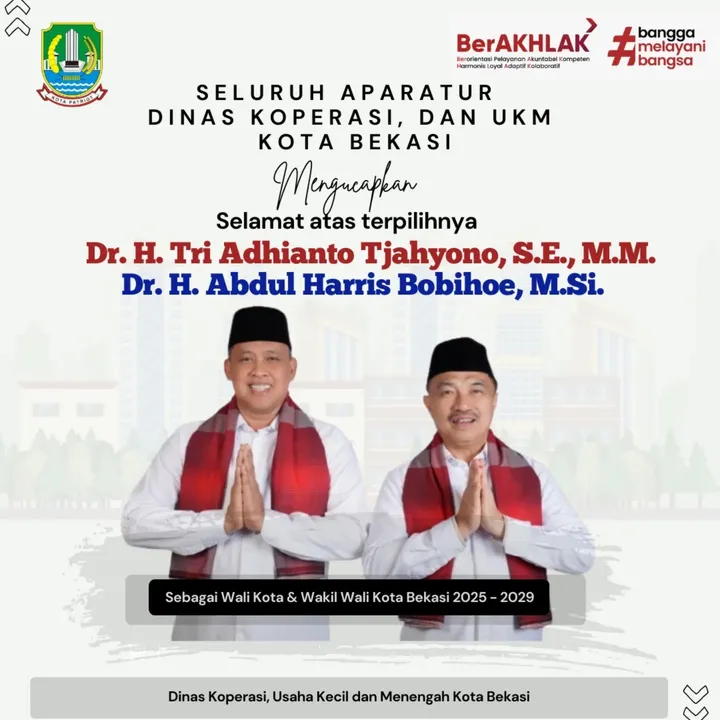 BerAKHLAK
Berorientasi Pelayanan Akuntabel Kompeten
Harmonis Loyal Adaptif Kolaboratif
#bangga
melayani
bangsa
KOTA PATRIOT
SELURUH APARATUR
DINAS KOPERASI, DAN UKM
KOTA BEKASI
Mengucapkan
Selamat atas terpilihnya
Dr. H. Tri Adhianto Tjahyono, S.E., M.M.
Dr. H. Abdul Harris Bobihoe, M.Si.
Sebagai Wali Kota & Wakil Wali Kota Bekasi 2025 - 2029
Dinas Koperasi, Usaha Kecil dan Menengah Kota Bekasi